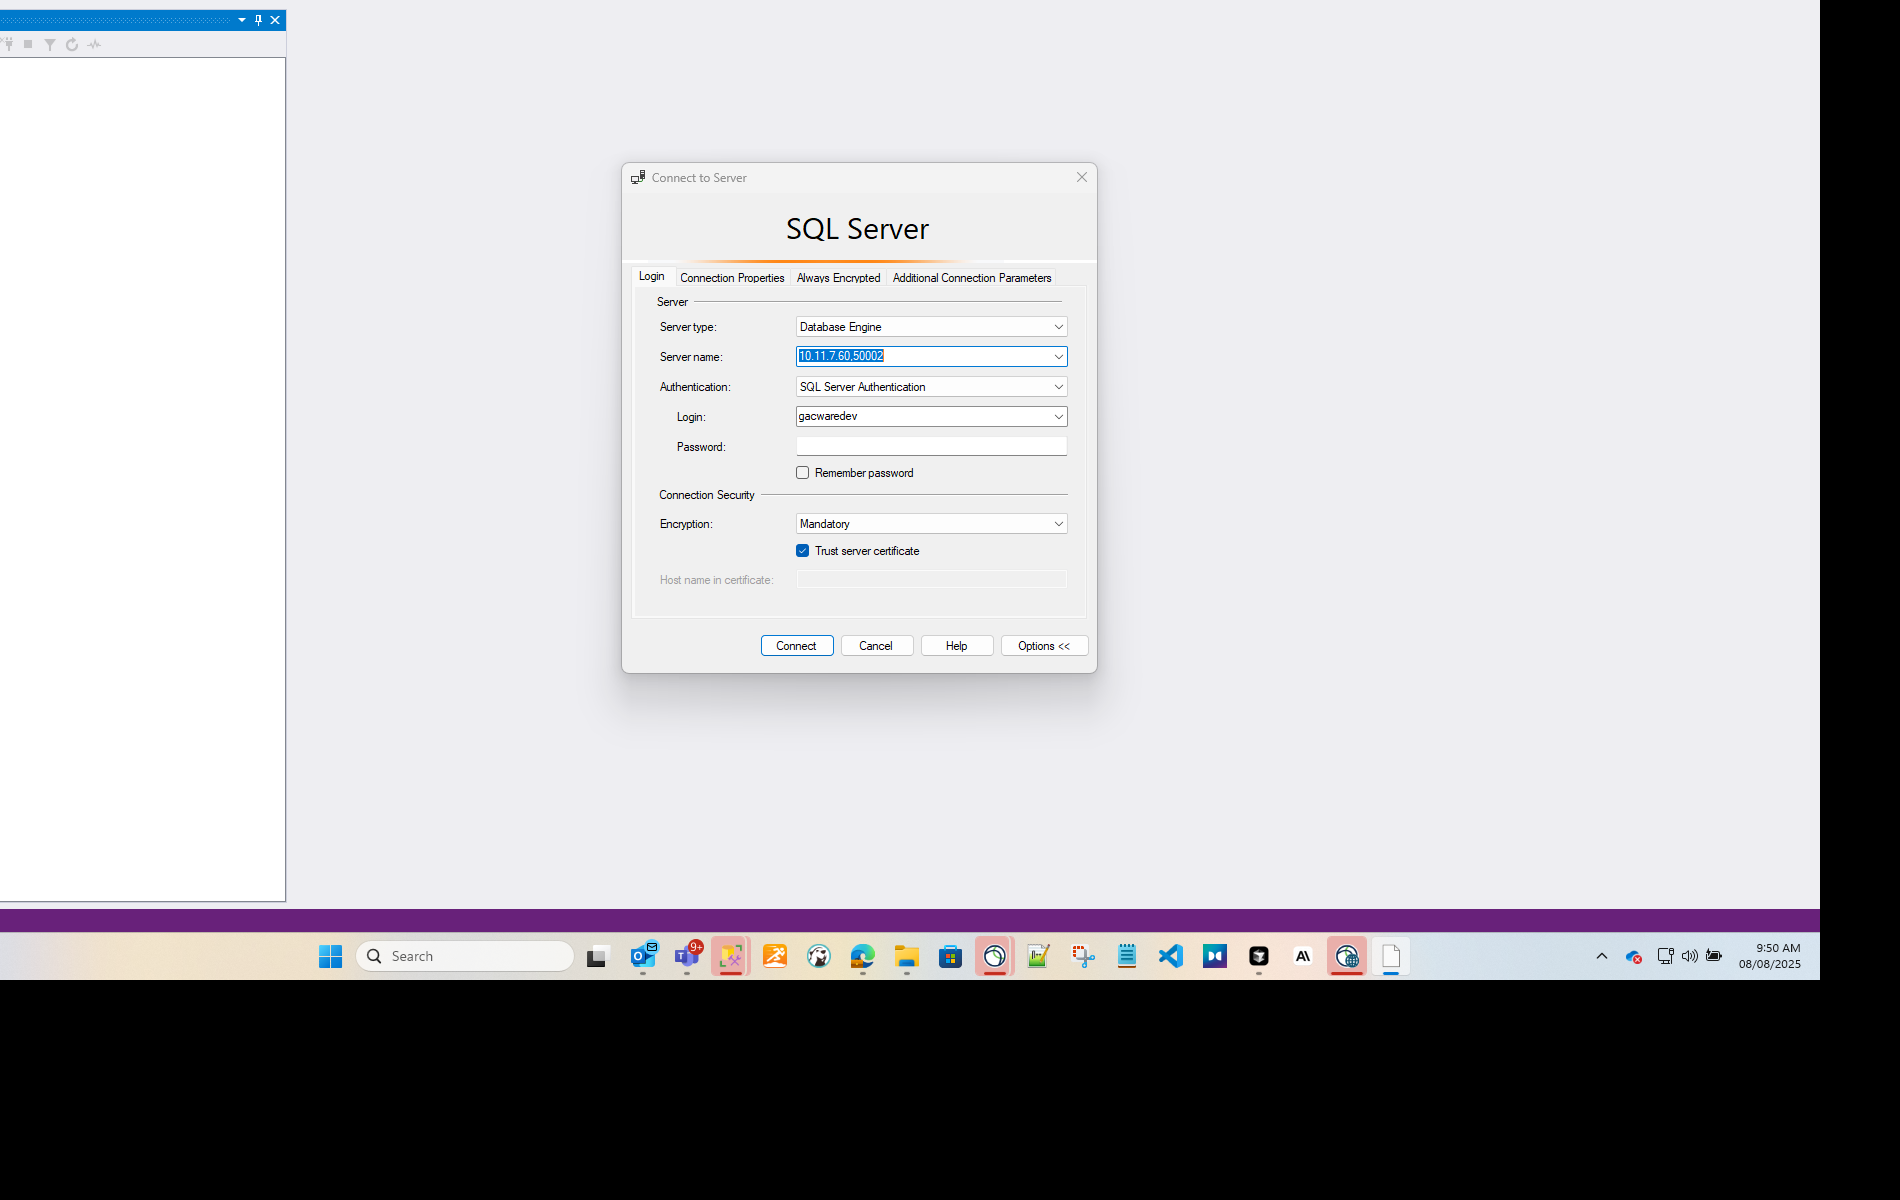 Connect to Server
SQL Server
Login
Connection Properties
Always Encrypted
Additional Connection Parameters
Server
Server type:
Database Engine
Server name:
10.11.7.60,50002
Authentication:
SQL Server Authentication
Login:
gacwaredev
Password:
Remember password
Connection Security
Encryption:
Mandatory
Trust server certificate
Host name in certificate:
Connect
Cancel
Help
Options <<
Search
9+
9:50 AM
08/08/2025